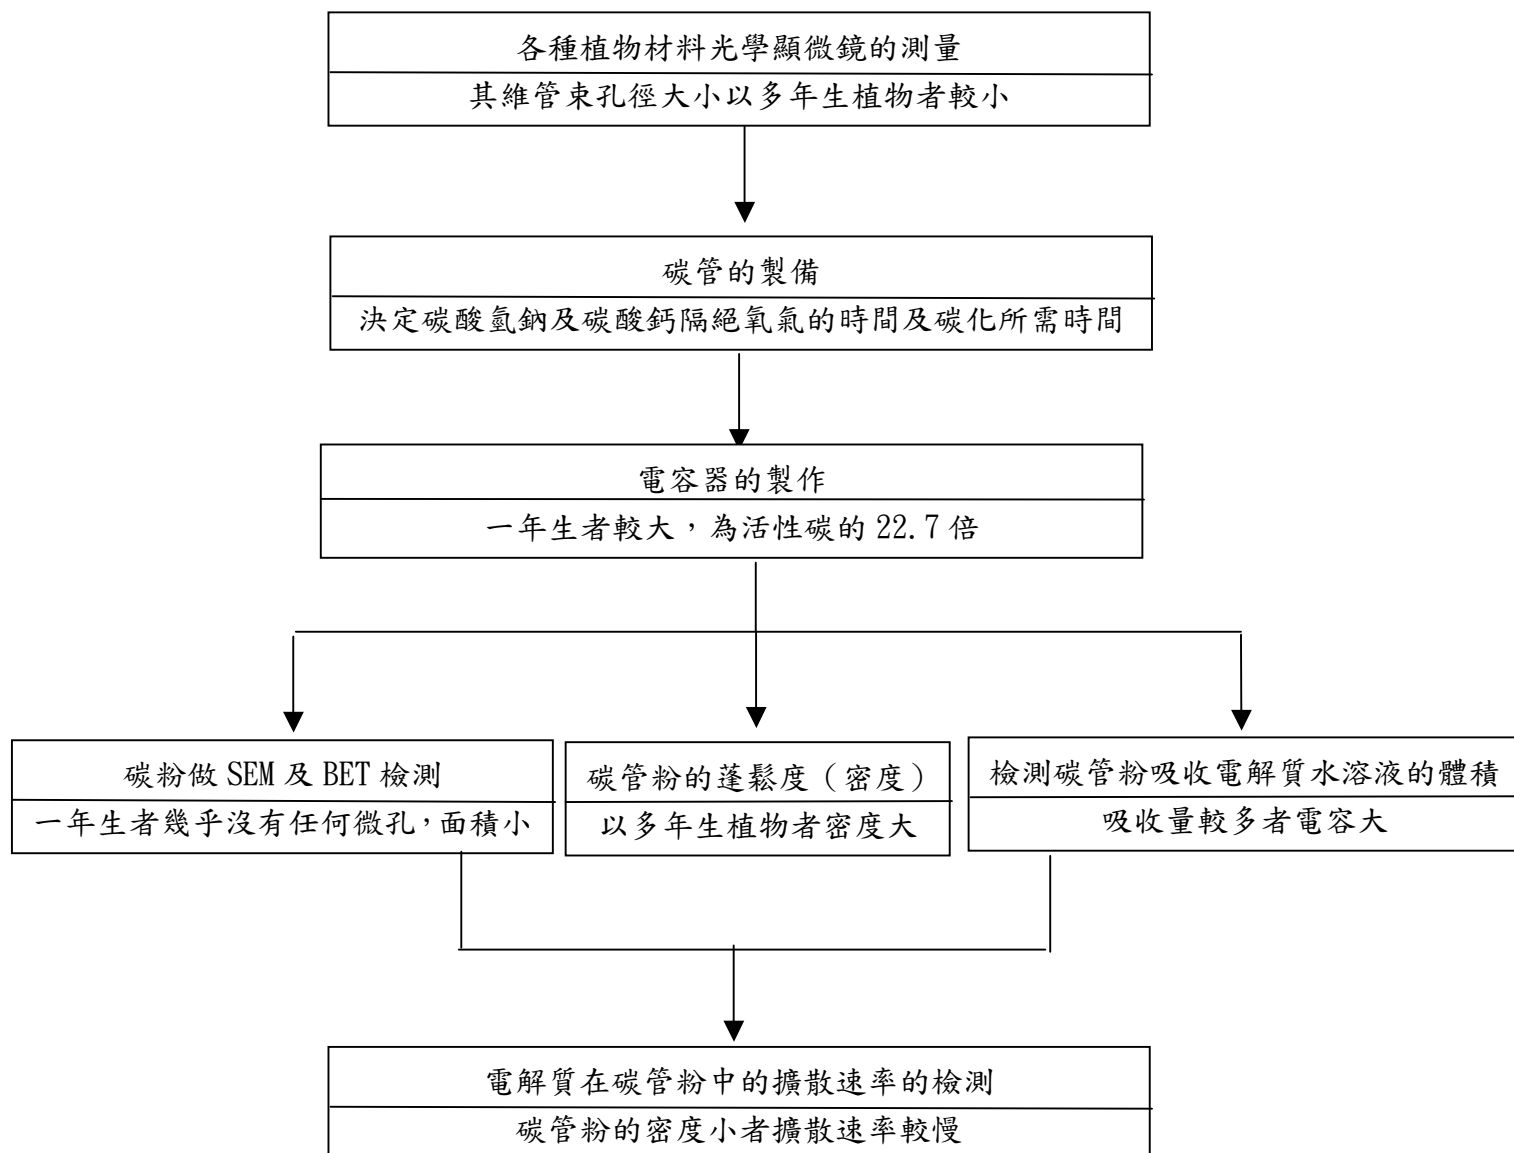 各種植物材料光學顯微鏡的測量
其維管束孔徑大小以多年生植物者較小
碳管的製備
決定碳酸氫鈉及碳酸鈣隔絕氧氣的時間及碳化所需時間
電容器的製作
一年生者較大，為活性碳的 22.7 倍
碳粉做 SEM 及 BET 檢測
一年生者幾乎沒有任何微孔，面積小
碳管粉的蓬鬆度（密度）
以多年生植物者密度大
檢測碳管粉吸收電解質水溶液的體積
吸收量較多者電容大
電解質在碳管粉中的擴散速率的檢測
碳管粉的密度小者擴散速率較慢